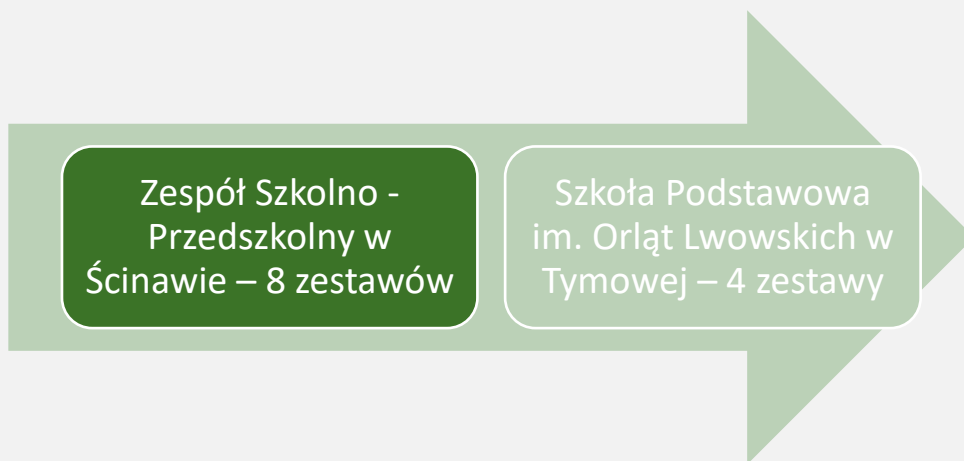 Zespół Szkolno -
Przedszkolny w
Ścinawie – 8 zestawów
Szkoła Podstawowa
im. Orląt Lwowskich w
Tymowej – 4 zestawy